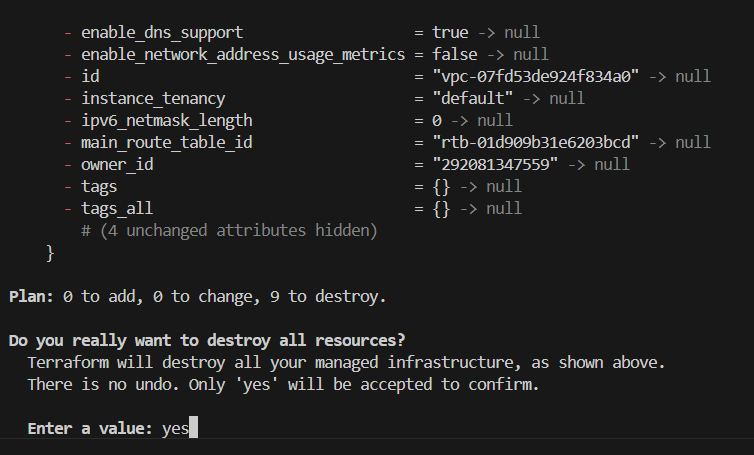 - enable_dns_support = true -> null
- enable_network_address_usage_metrics = false -> null
- id = "vpc-07fd53de924f834a0" -> null
- instance_tenancy = "default" -> null
- ipv6_netmask_length = 0 -> null
- main_route_table_id = "rtb-01d909b31e6203bcd" -> null
- owner_id = "292081347559" -> null
- tags = {} -> null
- tags_all = {} -> null
# (4 unchanged attributes hidden)
}
Plan: 0 to add, 0 to change, 9 to destroy.
Do you really want to destroy all resources?
Terraform will destroy all your managed infrastructure, as shown above.
There is no undo. Only 'yes' will be accepted to confirm.
Enter a value: yes